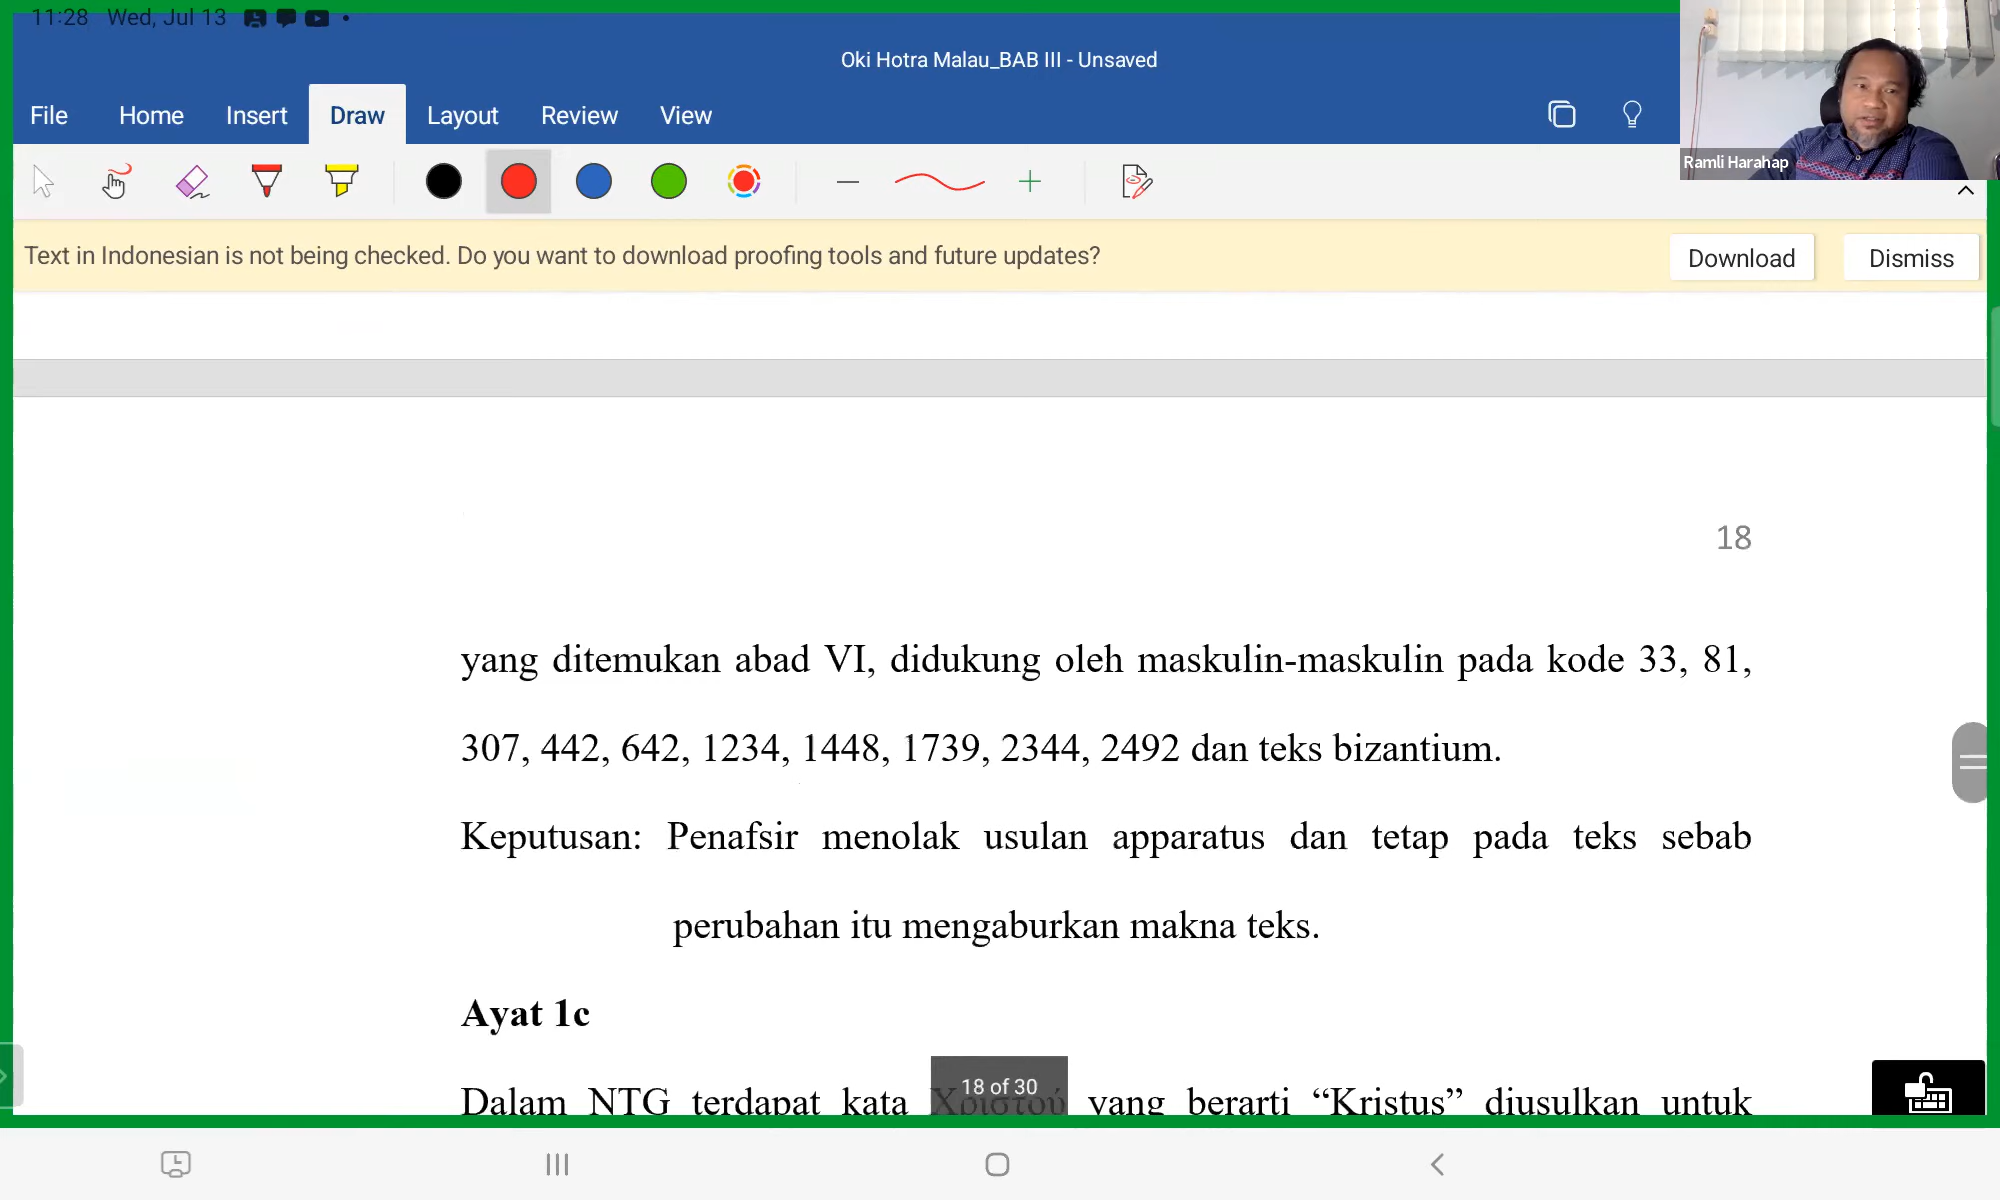 11:28 Wed, Jul 13
Oki Hotra Malau_BAB III - Unsaved
File Home Insert Draw Layout Review View
Ramli Harahap
Text in Indonesian is not being checked. Do you want to download proofing tools and future updates?
Download Dismiss
18
yang ditemukan abad VI, didukung oleh maskulin-maskulin pada kode 33, 81,
307, 442, 642, 1234, 1448, 1739, 2344, 2492 dan teks bizantium.
Keputusan: Penafsir menolak usulan apparatus dan tetap pada teks sebab
perubahan itu mengaburkan makna teks.
Ayat 1c
Dalam NTG terdapat kata Χριστοῦ yang berarti “Kristus” diusulkan untuk
18 of 30